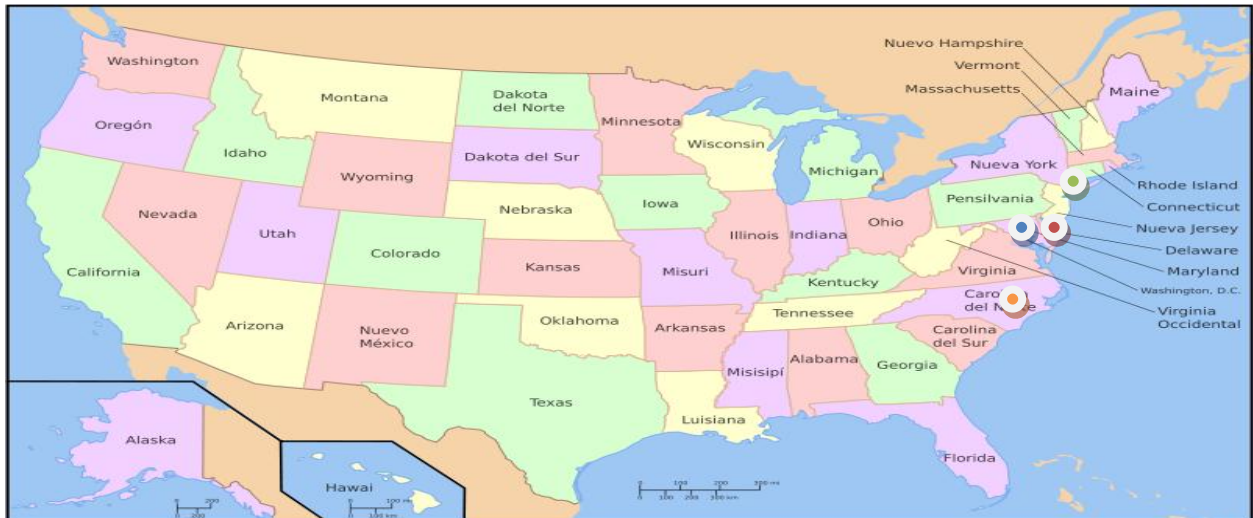 Nuevo Hampshire
Vermont
Massachusetts
Washington
Montana
Dakota
del Norte
Minnesota
Maine
Oregón
Idaho
Wisconsin
Dakota del Sur
Nueva York
Michigan
Wyoming
Rhode Island
Pensilvania
Connecticut
Nebraska
Iowa
Nevada
Nueva Jersey
Ohio
Utah
Illinois
Indiana
Delaware
Colorado
California
Kansas
Misuri
Virginia
Maryland
Kentucky
Washington, D.C.
del N te
Virginia
Occidental
Tennessee
Oklahoma
Arizona
Nuevo
México
Arkansas
Carolina
del Sur
Alabama
Georgia
Misisipí
Texas
Luisiana
Alaska
Florida
Hawai